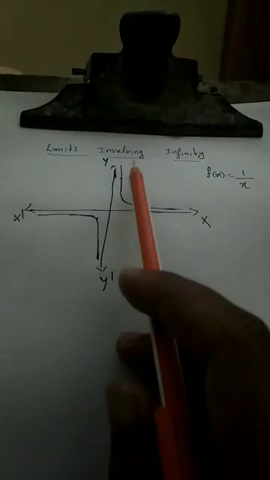 Limits Involving Infinity
y
f(x) = 1/x
x' x
y'